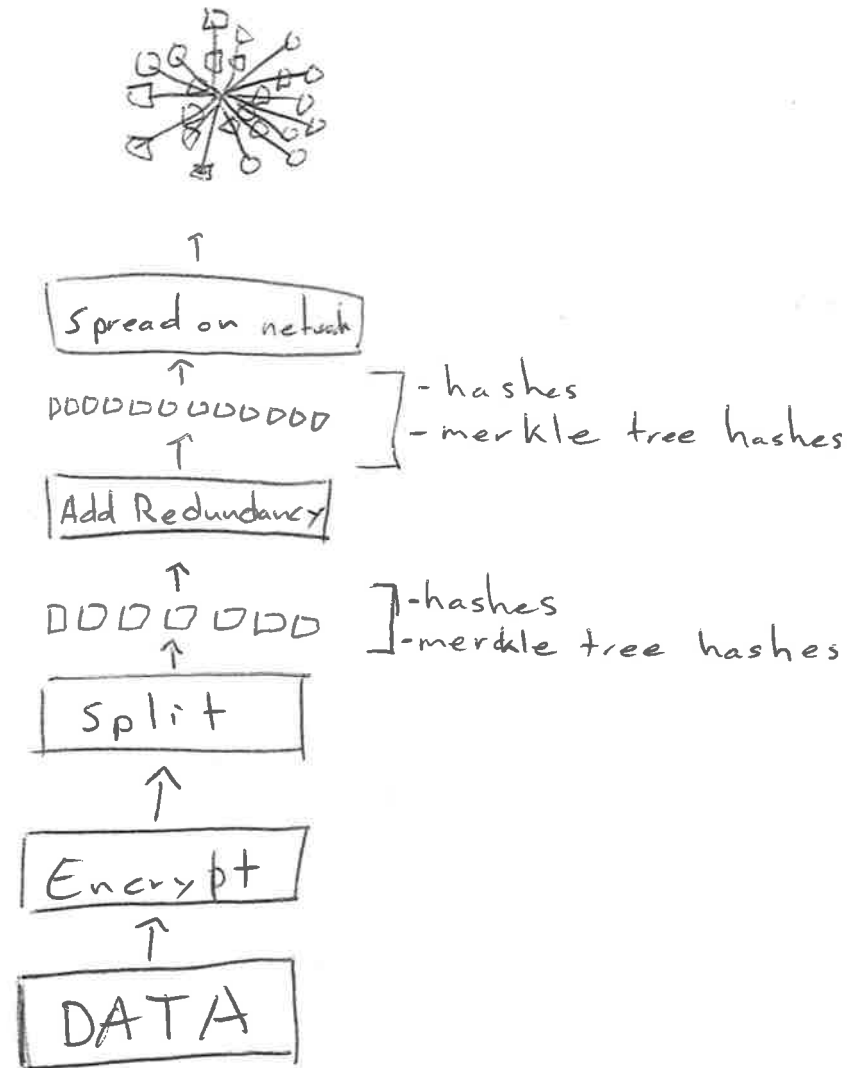 Spread on network
- hashes
- merkle tree hashes
Add Redundancy
- hashes
- merkle tree hashes
Split
Encrypt
DATA